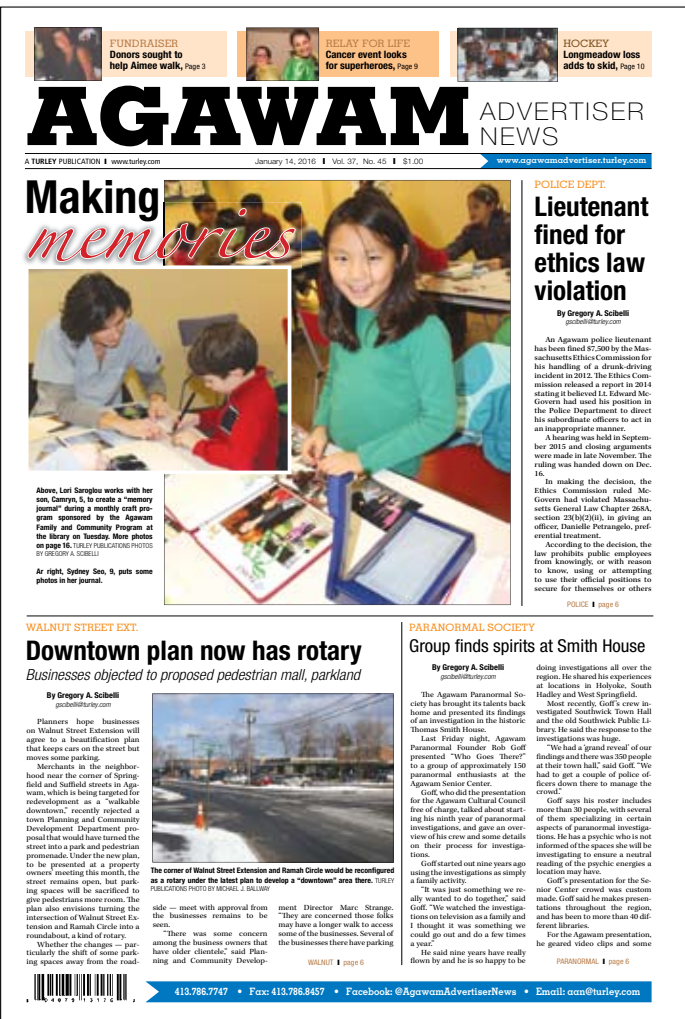 FUNDRAISER
Donors sought to
help Aimee walk, Page 3
RELAY FOR LIFE
Cancer event looks
for superheroes, Page 9
HOCKEY
Longmeadow loss
adds to skid, Page 10
AGAWAM
ADVERTISER
NEWS
A TURLEY PUBLICATION ❙ www.turley.com
January 14, 2016 ❙ Vol. 37, No. 45 ❙ $1.00
www.agawamadvertiser.turley.com
Making
memories
Above, Lori Saroglou works with her
son, Camryn, 5, to create a “memory
journal” during a monthly craft pro-
gram sponsored by the Agawam
Family and Community Program at
the library on Tuesday. More photos
on page 16. TURLEY PUBLICATIONS PHOTOS
BY GREGORY A. SCIBELLI
Ar right, Sydney Seo, 9, puts some
photos in her journal.
POLICE DEPT.
Lieutenant
fined for
ethics law
violation
By Gregory A. Scibelli
gscibelli@turley.com
An Agawam police lieutenant
has been fined $7,500 by the Mas-
sachusetts Ethics Commission for
his handling of a drunk-driving
incident in 2012. The Ethics Com-
mission released a report in 2014
stating it believed Lt. Edward Mc-
Govern had used his position in
the Police Department to direct
his subordinate officers to act in
an inappropriate manner.
A hearing was held in Septem-
ber 2015 and closing arguments
were made in late November. The
ruling was handed down on Dec.
16.
In making the decision, the
Ethics Commission ruled Mc-
Govern had violated Massachu-
setts General Law Chapter 268A,
section 23(b)(2)(ii), in giving an
officer, Danielle Petrangelo, pref-
erential treatment.
According to the decision, the
law prohibits public employees
from knowingly, or with reason
to know, using or attempting
to use their official positions to
secure for themselves or others
POLICE ❙ page 6
WALNUT STREET EXT.
Downtown plan now has rotary
Businesses objected to proposed pedestrian mall, parkland
By Gregory A. Scibelli
gscibelli@turley.com
Planners hope businesses
on Walnut Street Extension will
agree to a beautification plan
that keeps cars on the street but
moves some parking.
Merchants in the neighbor-
hood near the corner of Spring-
field and Suffield streets in Aga-
wam, which is being targeted for
redevelopment as a “walkable
downtown,” recently rejected a
town Planning and Community
Development Department pro-
posal that would have turned the
street into a park and pedestrian
promenade. Under the new plan,
to be presented at a property
owners’ meeting this month, the
street remains open, but park-
ing spaces will be sacrificed to
give pedestrians more room. The
plan also envisions turning the
intersection of Walnut Street Ex-
tension and Ramah Circle into a
roundabout, a kind of rotary.
Whether the changes — par-
ticularly the shift of some park-
ing spaces away from the road-
The corner of Walnut Street Extension and Ramah Circle would be reconfigured
as a rotary under the latest plan to develop a “downtown” area there. TURLEY
PUBLICATIONS PHOTO BY MICHAEL J. BALLWAY
side — meet with approval from
the businesses remains to be
seen.
“There was some concern
among the business owners that
have older clientele,” said Plan-
ning and Community Develop-
ment Director Marc Strange.
“They are concerned those folks
may have a longer walk to access
some of the businesses. Several of
the businesses there have parking
WALNUT ❙ page 6
PARANORMAL SOCIETY
Group finds spirits at Smith House
By Gregory A. Scibelli
gscibelli@turley.com
The Agawam Paranormal So-
ciety has brought its talents back
home and presented its findings
of an investigation in the historic
Thomas Smith House.
Last Friday night, Agawam
Paranormal Founder Rob Goff
presented “Who Goes There?”
to a group of approximately 150
paranormal enthusiasts at the
Agawam Senior Center.
Goff, who did the presentation
for the Agawam Cultural Council
free of charge, talked about start-
ing his ninth year of paranormal
investigations, and gave an over-
view of his crew and some details
on their process for investiga-
tions.
Goff started out nine years ago
using the investigations as simply
a family activity.
“It was just something we re-
ally wanted to do together,” said
Goff. “We watched the investiga-
tions on television as a family and
I thought it was something we
could go out and do a few times
a year.”
He said nine years have really
flown by and he is so happy to be
doing investigations all over the
region. He shared his experiences
at locations in Holyoke, South
Hadley and West Springfield.
Most recently, Goff’s crew in-
vestigated Southwick Town Hall
and the old Southwick Public Li-
brary. He said the response to the
investigations was huge.
“We had a ‘grand reveal’ of our
findings and there was 350 people
at their town hall,” said Goff. “We
had to get a couple of police of-
ficers down there to manage the
crowd.”
Goff says his roster includes
more than 30 people, with several
of them specializing in certain
aspects of paranormal investiga-
tions. He has a psychic who is not
informed of the spaces she will be
investigating to ensure a neutral
reading of the psychic energies a
location may have.
Goff’s presentation for the Se-
nior Center crowd was custom
made. Goff said he makes presen-
tations throughout the region,
and has been to more than 40 dif-
ferent libraries.
For the Agawam presentation,
he geared video clips and some
PARANORMAL ❙ page 6
413.786.7747 • Fax: 413.786.8457 • Facebook: @AgawamAdvertiserNews • Email: aan@turley.com